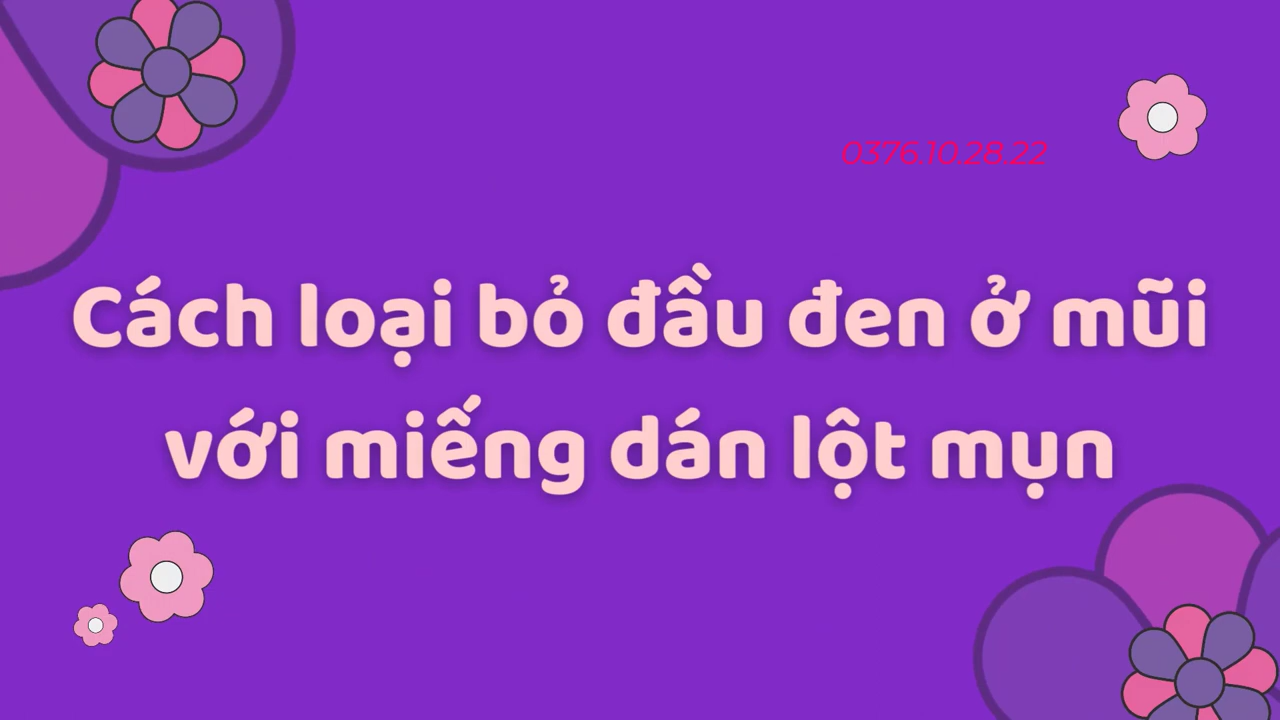 0376.10.28.22
Cách loại bỏ đầu đen ở mũi
với miếng dán lột mụn